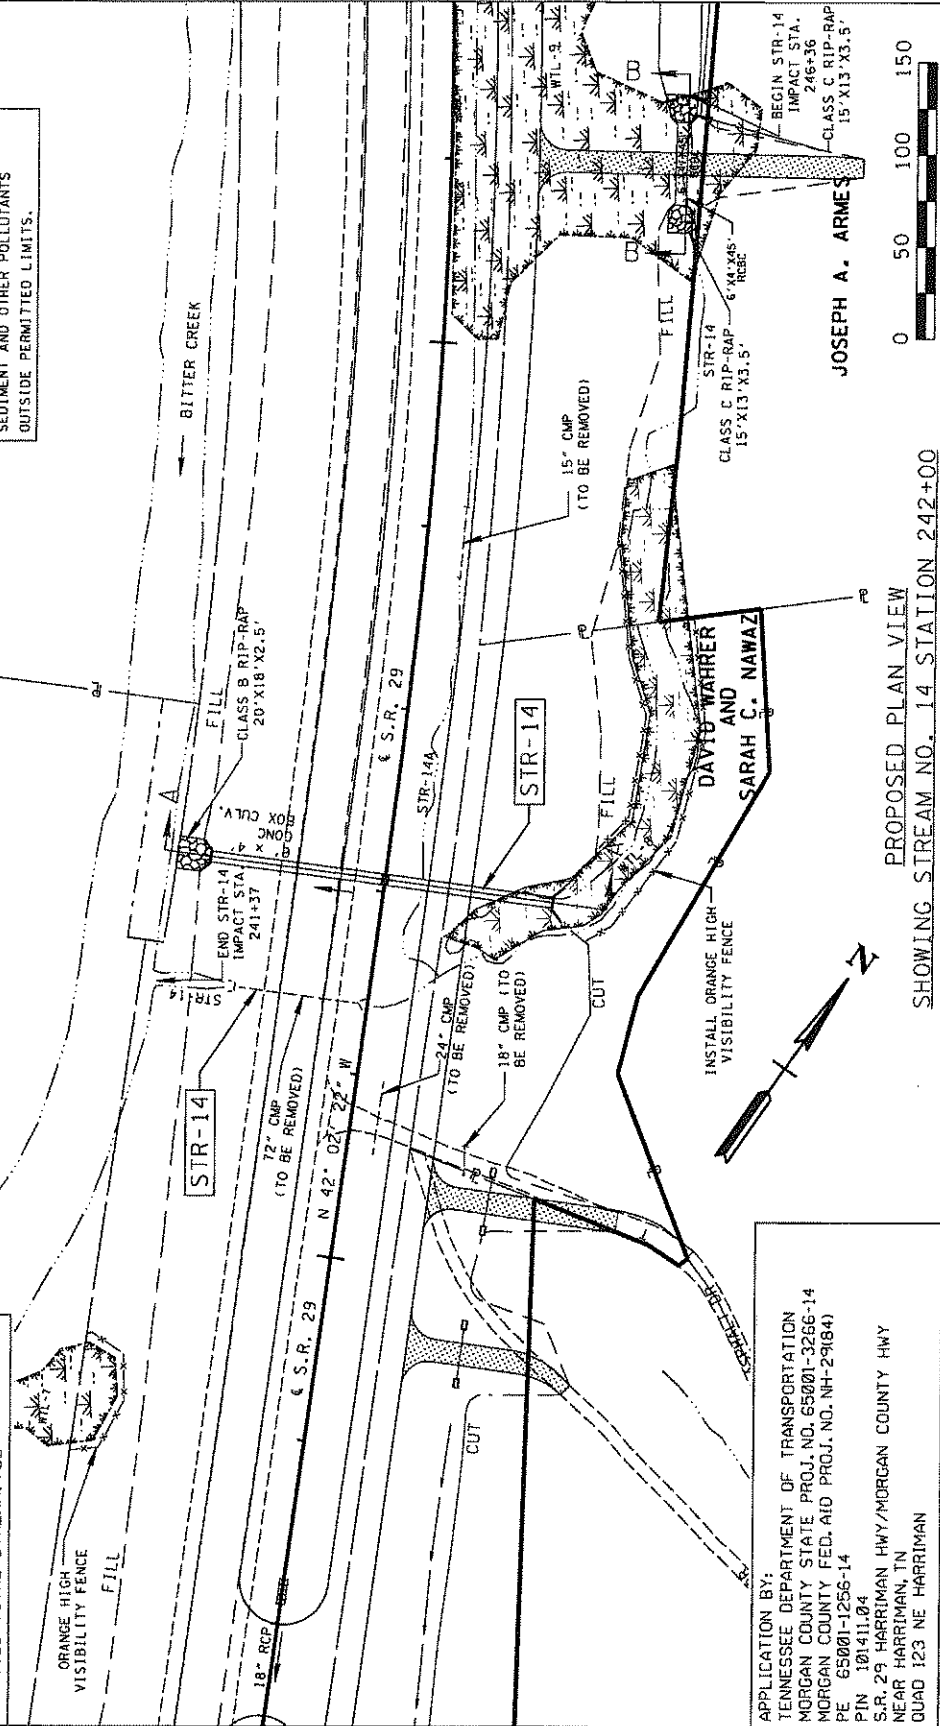 SEDIMENT AND OTHER POLLUTANTS
OUTSIDE PERMITTED LIMITS.
BITTER CREEK
FILL
CLASS B RIP-RAP
20'X18'X2.5'
CONC
BOX CULV.
END STR-14
IMPACT STA.
241+37
A
STR-14
STR-14
72" CMP
(TO BE REMOVED)
ORANGE HIGH
VISIBILITY FENCE
FILL
WTL-7
18" RCP
₵ S.R. 29
N 42° 02' 22" W
₵ S.R. 29
STR-14A
15" CMP
(TO BE REMOVED)
24" CMP
(TO BE REMOVED)
18" CMP (TO
BE REMOVED)
CUT
CUT
STR-14
FILL
INSTALL ORANGE HIGH
VISIBILITY FENCE
DAVID WAHRER
AND
SARAH C. NAWAZ
WTL-9
B
B
FILL
STR-14
CLASS C RIP-RAP
15'X13'X3.5'
6'X4'X45'
RCBC
BEGIN STR-14
IMPACT STA.
246+36
CLASS C RIP-RAP
15'X13'X3.5'
JOSEPH A. ARMES
0 50 100 150
N
PROPOSED PLAN VIEW
SHOWING STREAM NO. 14 STATION 242+00
APPLICATION BY:
TENNESSEE DEPARTMENT OF TRANSPORTATION
MORGAN COUNTY STATE PROJ. NO. 65001-3266-14
MORGAN COUNTY FED. AID PROJ. NO. NH-29(84)
PE 65001-1256-14
PIN 101411.04
S.R. 29 HARRIMAN HWY/MORGAN COUNTY HWY
NEAR HARRIMAN, TN
QUAD 123 NE HARRIMAN